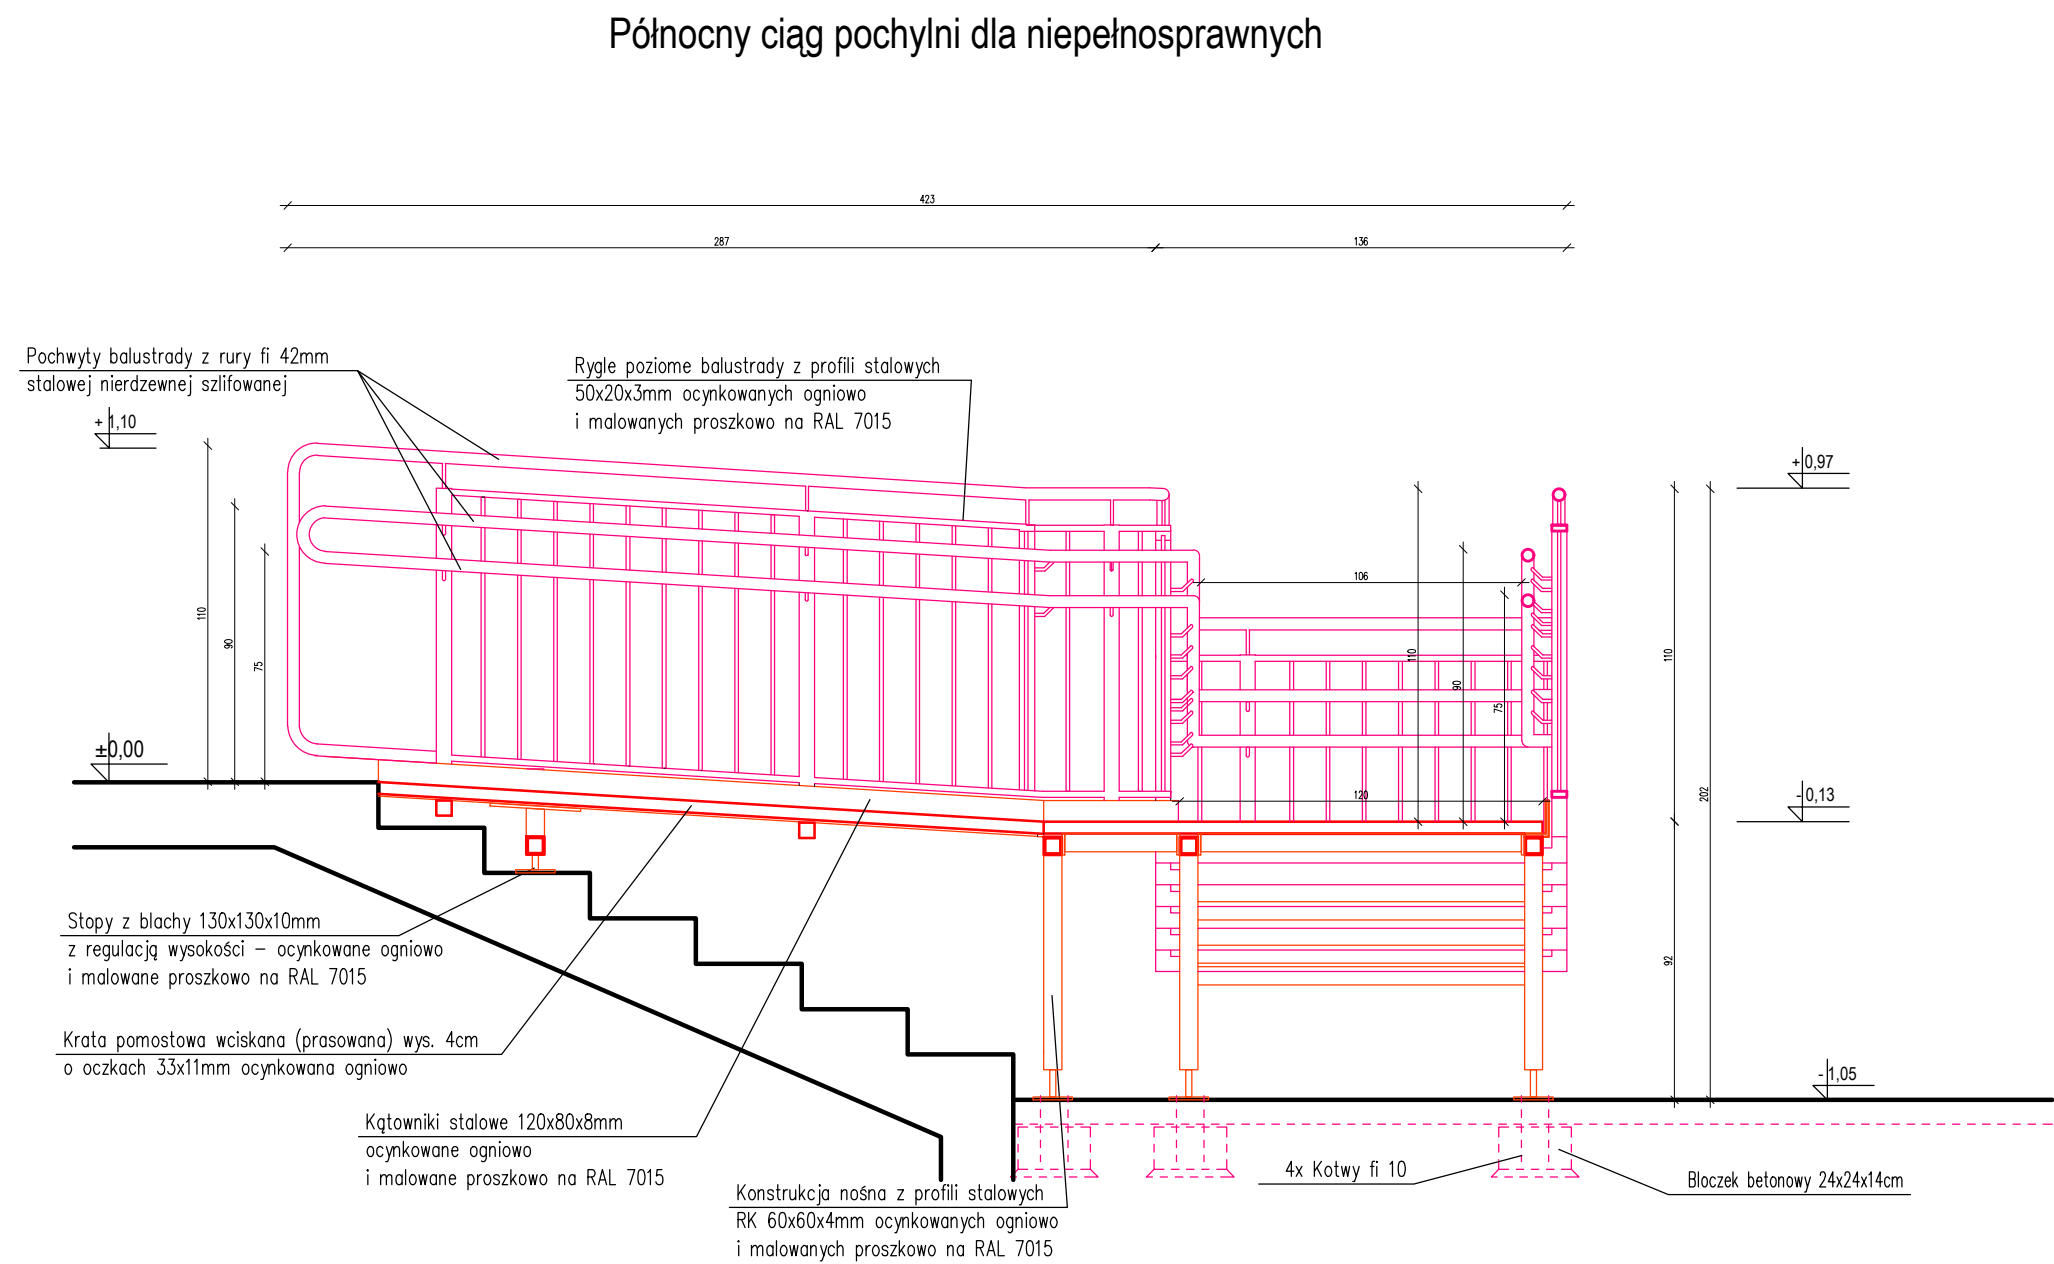 Północny ciąg pochylni dla niepełnosprawnych
423
287
136
Pochwyty balustrady z rury fi 42mm
stalowej nierdzewnej szlifowanej
Rygle poziome balustrady z profili stalowych
50x20x3mm ocynkowanych ogniowo
i malowanych proszkowo na RAL 7015
+1,10
+0,97
110
90
75
106
110
90
75
110
202
±0,00
-0,13
120
Stopy z blachy 130x130x10mm
z regulacją wysokości – ocynkowane ogniowo
i malowane proszkowo na RAL 7015
92
Krata pomostowa wciskana (prasowana) wys. 4cm
o oczkach 33x11mm ocynkowana ogniowo
-1,05
Kątowniki stalowe 120x80x8mm
ocynkowane ogniowo
i malowane proszkowo na RAL 7015
4x Kotwy fi 10
Bloczek betonowy 24x24x14cm
Konstrukcja nośna z profili stalowych
RK 60x60x4mm ocynkowanych ogniowo
i malowanych proszkowo na RAL 7015